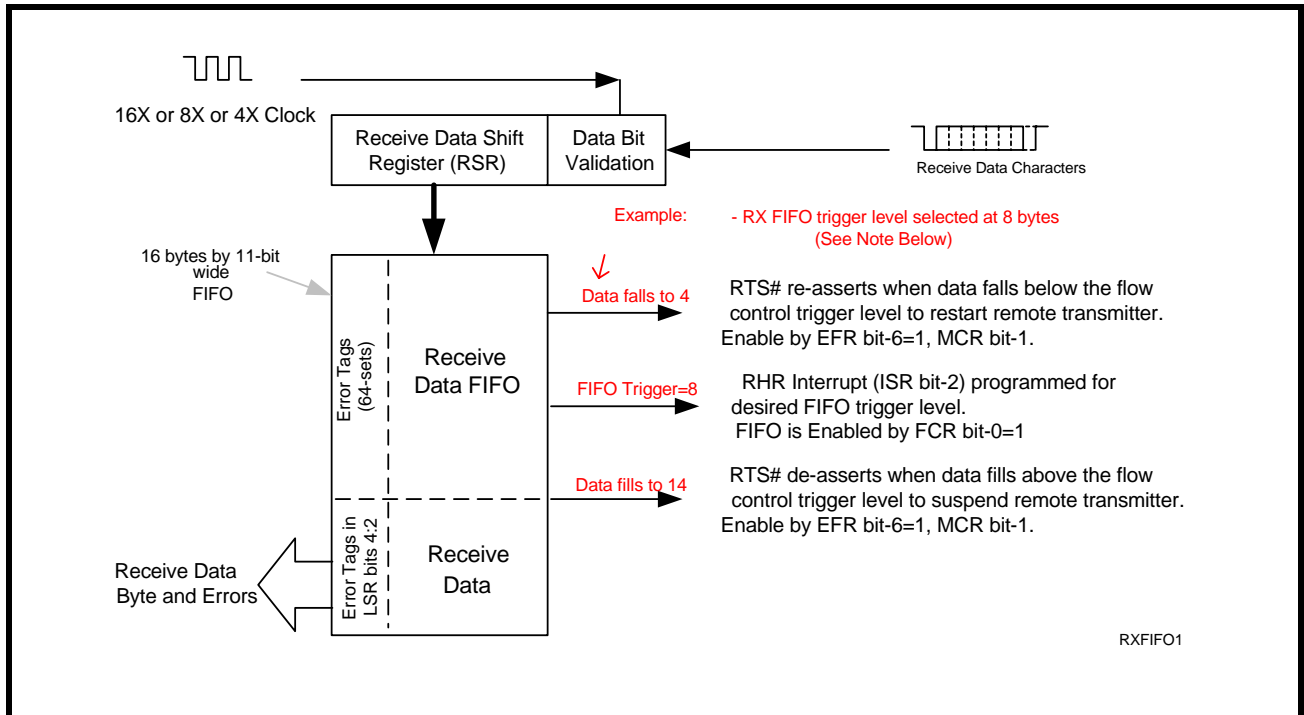 16X or 8X or 4X Clock
Receive Data Shift
Register (RSR)
Data Bit
Validation
Receive Data Characters
Example:
- RX FIFO trigger level selected at 8 bytes
(See Note Below)
16 bytes by 11-bit
wide
FIFO
Error Tags
(64-sets)
Receive
Data FIFO
Data falls to 4
RTS# re-asserts when data falls below the flow
control trigger level to restart remote transmitter.
Enable by EFR bit-6=1, MCR bit-1.
FIFO Trigger=8
RHR Interrupt (ISR bit-2) programmed for
desired FIFO trigger level.
FIFO is Enabled by FCR bit-0=1
Data fills to 14
RTS# de-asserts when data fills above the flow
control trigger level to suspend remote transmitter.
Enable by EFR bit-6=1, MCR bit-1.
Error Tags in
LSR bits 4:2
Receive
Data
Receive Data
Byte and Errors
RXFIFO1